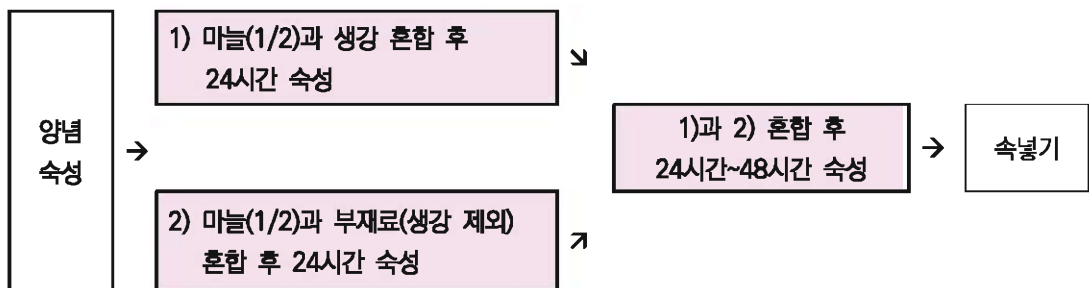 양념
숙성
→
1) 마늘(1/2)과 생강 혼합 후
24시간 숙성
↘
2) 마늘(1/2)과 부재료(생강 제외)
혼합 후 24시간 숙성
↗
1)과 2) 혼합 후
24시간~48시간 숙성
→
속넣기